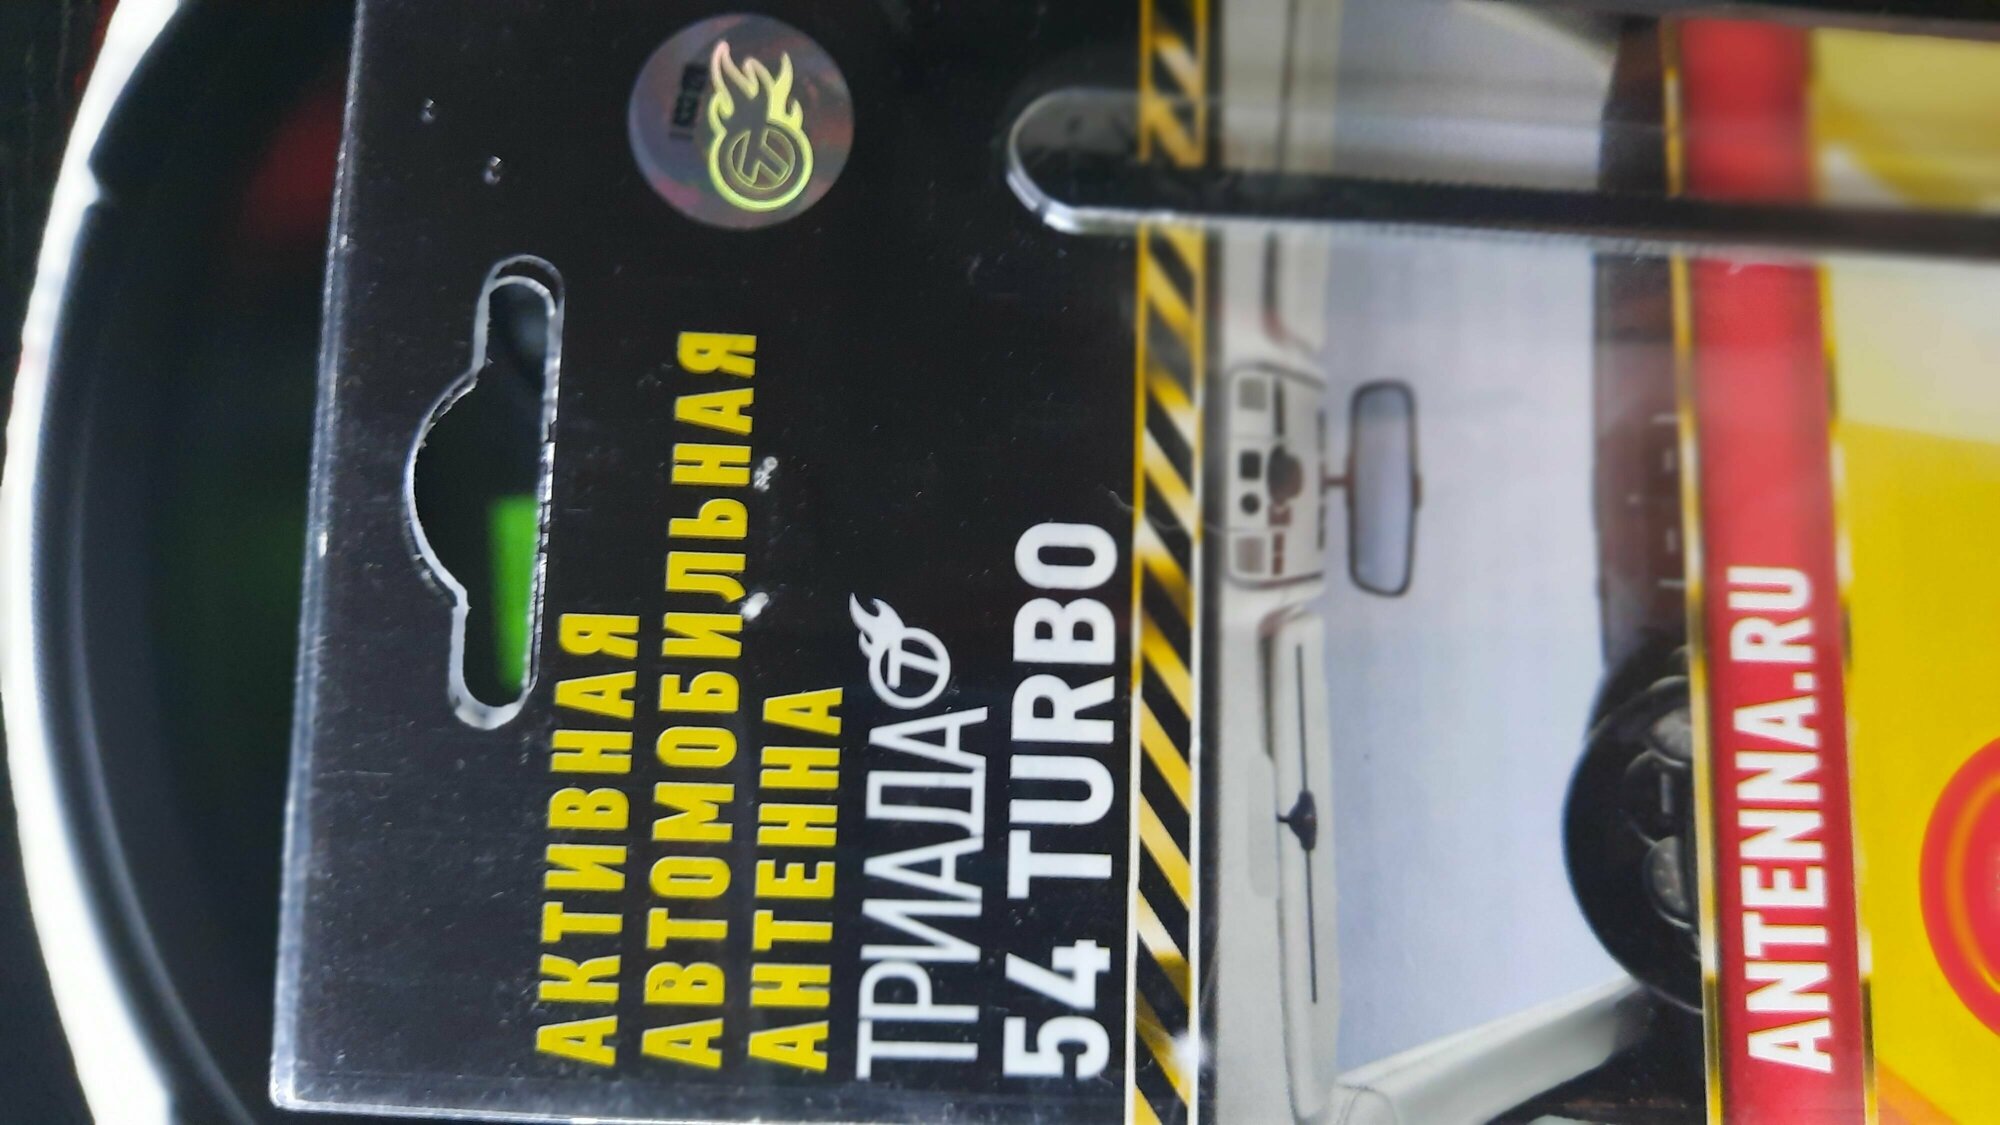 АКТИВНАЯ
АВТОМОБИЛЬНАЯ
АНТЕННА
ТРИАДА
54 TURBO
ANTENNA.RU